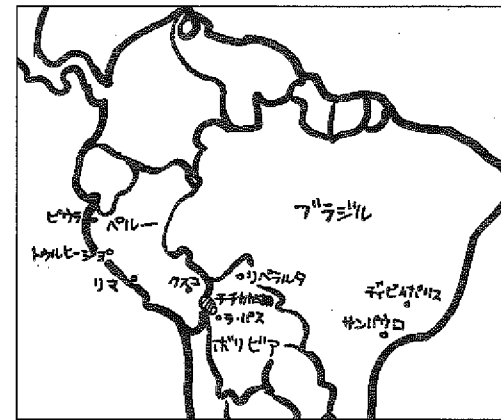 ブラジル
ピウラ
ペルー
トゥルヒーヨ
リマ
クスコ
リベラルタ
チチカカ湖
ラ・パス
ボリビア
ディビノポリス
サンパウロ